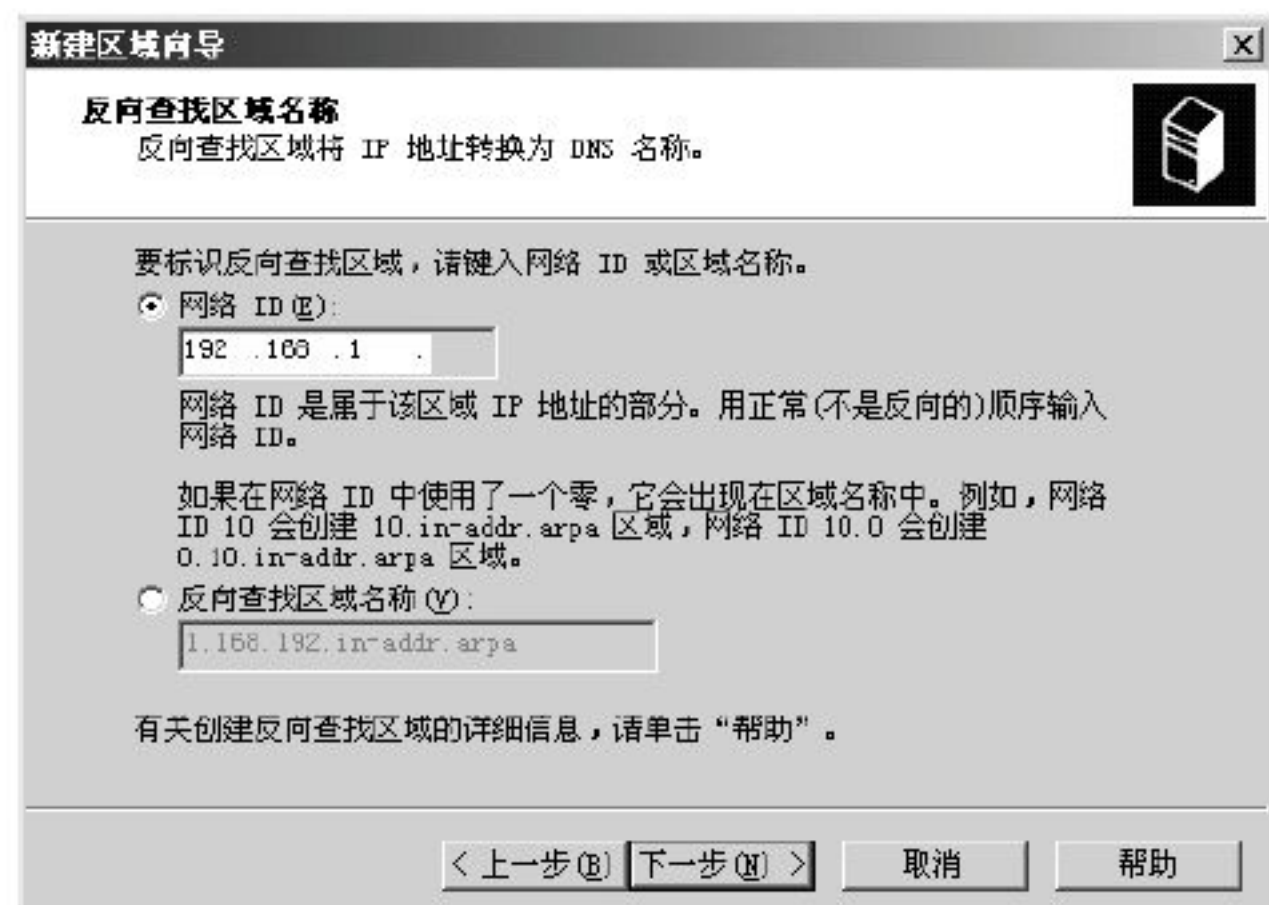 新建区域向导
反向查找区域名称
反向查找区域将 IP 地址转换为 DNS 名称。
要标识反向查找区域，请键入网络 ID 或区域名称。
网络 ID(E):
192 .168 .1 .
网络 ID 是属于该区域 IP 地址的部分。用正常(不是反向的)顺序输入
网络 ID。
如果在网络 ID 中使用了一个零，它会出现在区域名称中。例如，网络
ID 10 会创建 10.in-addr.arpa 区域，网络 ID 10.0 会创建
0.10.in-addr.arpa 区域。
反向查找区域名称(V):
1.168.192.in-addr.arpa
有关创建反向查找区域的详细信息，请单击“帮助”。
< 上一步(B) 下一步(N) > 取消 帮助